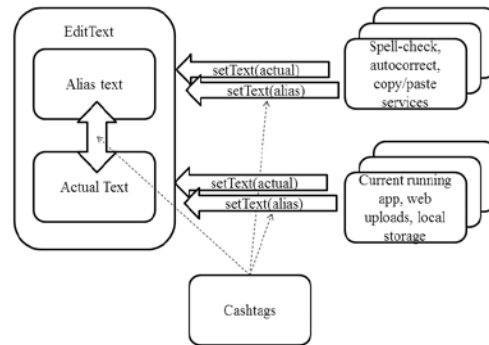 EditText
Alias text
Actual Text
setText(actual)
setText(alias)
Spell-check,
autocorrect,
copy/paste
services
setText(actual)
setText(alias)
Current running
app, web
uploads, local
storage
Cashtags